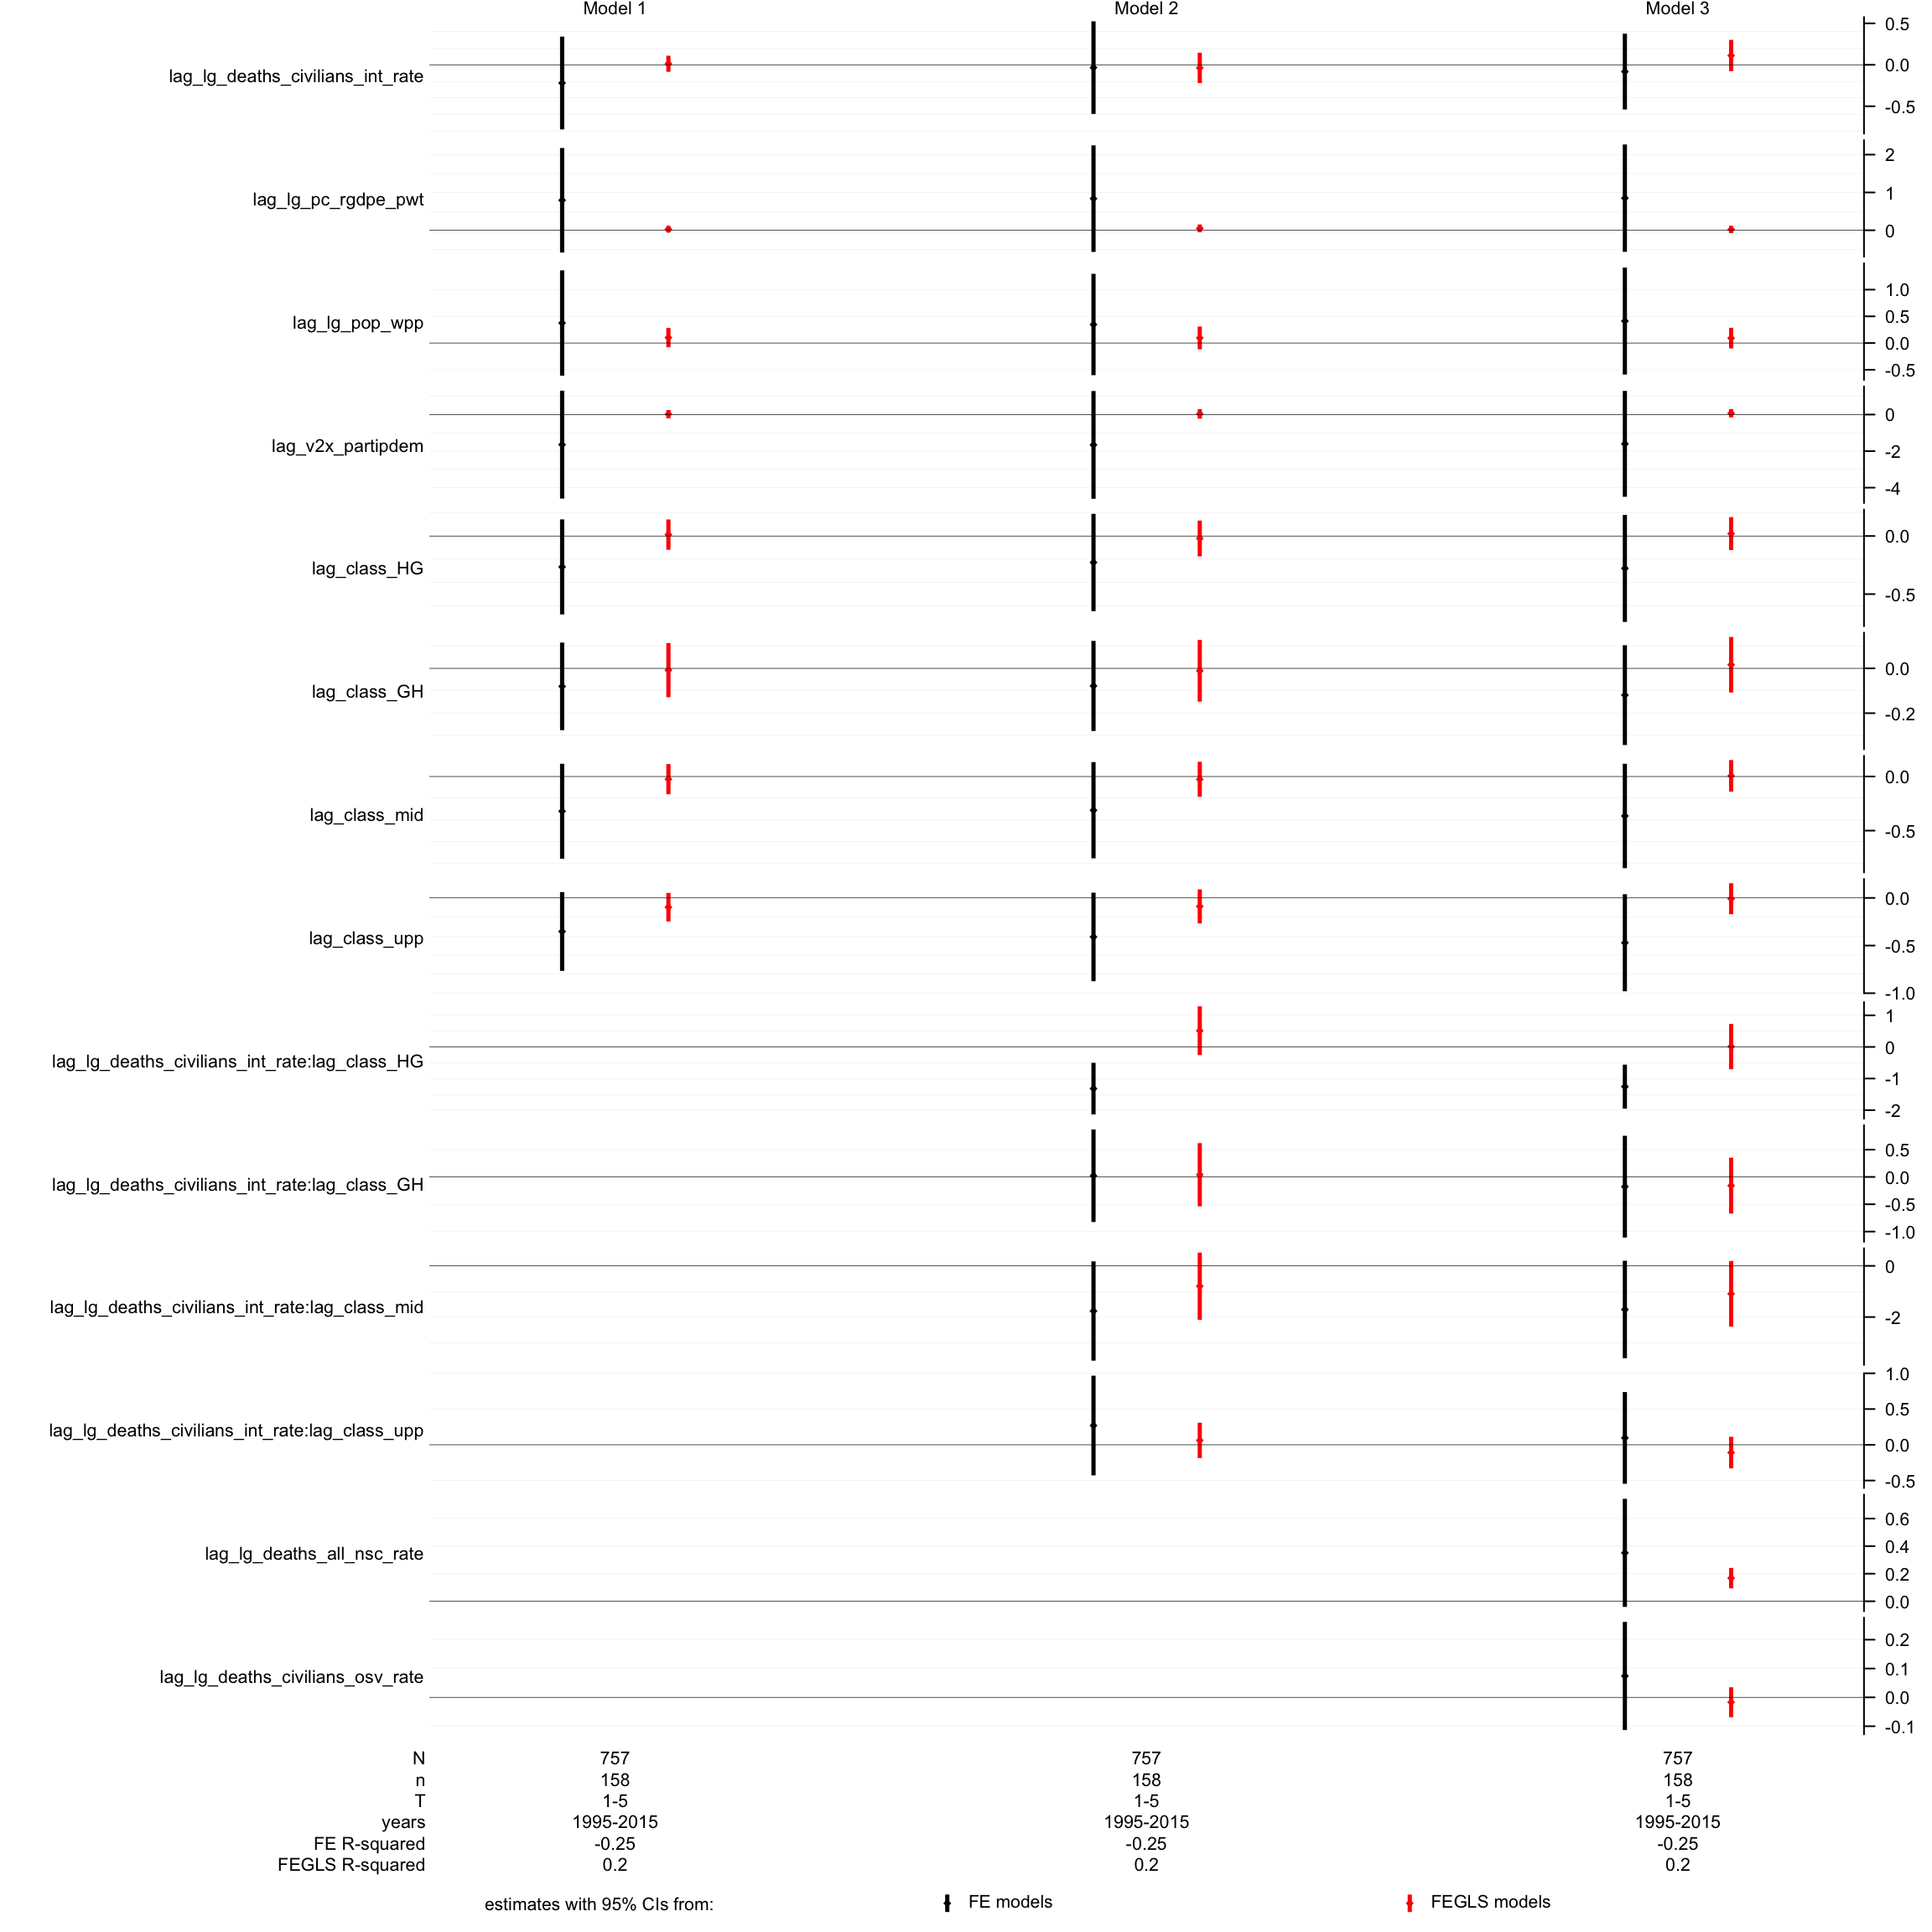 Model 1 Model 2 Model 3
lag_lg_deaths_civilians_int_rate
0.5
0.0
-0.5
lag_lg_pc_rgdpe_pwt
2
1
0
lag_lg_pop_wpp
1.0
0.5
0.0
-0.5
lag_v2x_partipdem
0
-2
-4
lag_class_HG
0.0
-0.5
lag_class_GH
0.0
-0.2
lag_class_mid
0.0
-0.5
lag_class_upp
0.0
-0.5
-1.0
lag_lg_deaths_civilians_int_rate:lag_class_HG
1
0
-1
-2
lag_lg_deaths_civilians_int_rate:lag_class_GH
0.5
0.0
-0.5
-1.0
lag_lg_deaths_civilians_int_rate:lag_class_mid
0
-2
lag_lg_deaths_civilians_int_rate:lag_class_upp
1.0
0.5
0.0
-0.5
lag_lg_deaths_all_nsc_rate
0.6
0.4
0.2
0.0
lag_lg_deaths_civilians_osv_rate
0.2
0.1
0.0
-0.1
N 757 757 757
n 158 158 158
T 1-5 1-5 1-5
years 1995-2015 1995-2015 1995-2015
FE R-squared -0.25 -0.25 -0.25
FEGLS R-squared 0.2 0.2 0.2
estimates with 95% CIs from: FE models FEGLS models